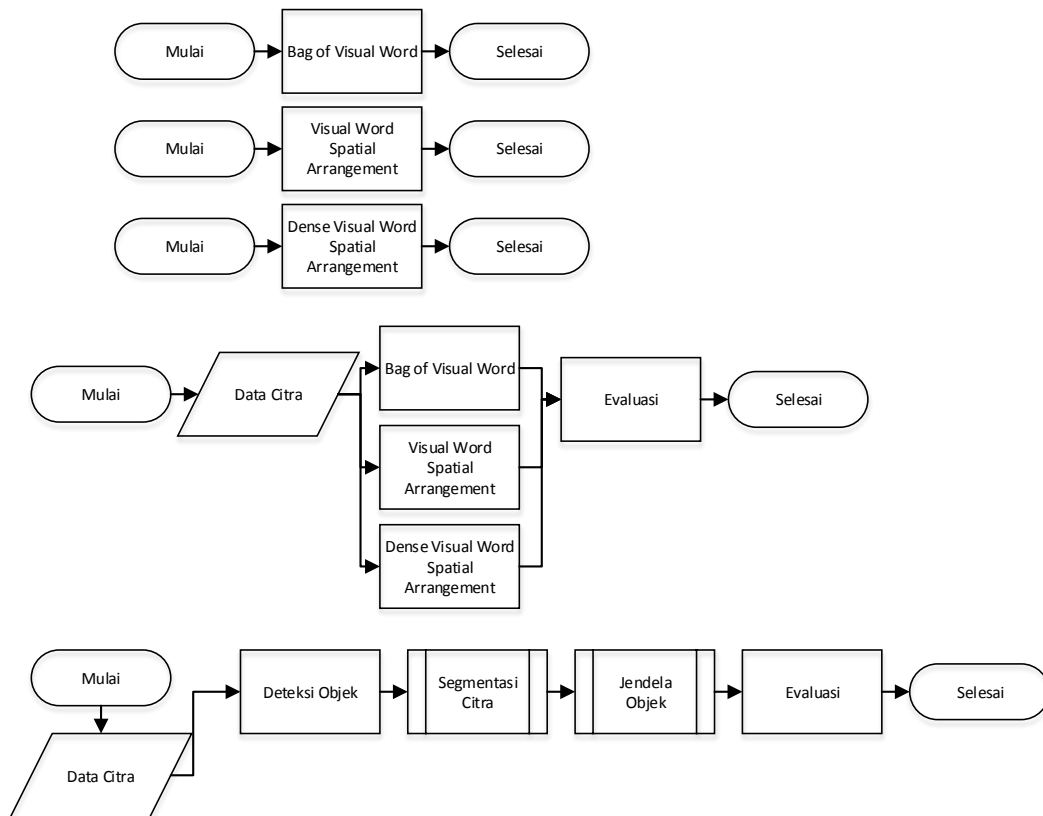 Mulai
Bag of Visual Word
Selesai
Mulai
Visual Word
Spatial
Arrangement
Selesai
Mulai
Dense Visual Word
Spatial
Arrangement
Selesai
Mulai
Data Citra
Bag of Visual Word
Visual Word
Spatial
Arrangement
Dense Visual Word
Spatial
Arrangement
Evaluasi
Selesai
Mulai
Data Citra
Deteksi Objek
Segmentasi
Citra
Jendela
Objek
Evaluasi
Selesai